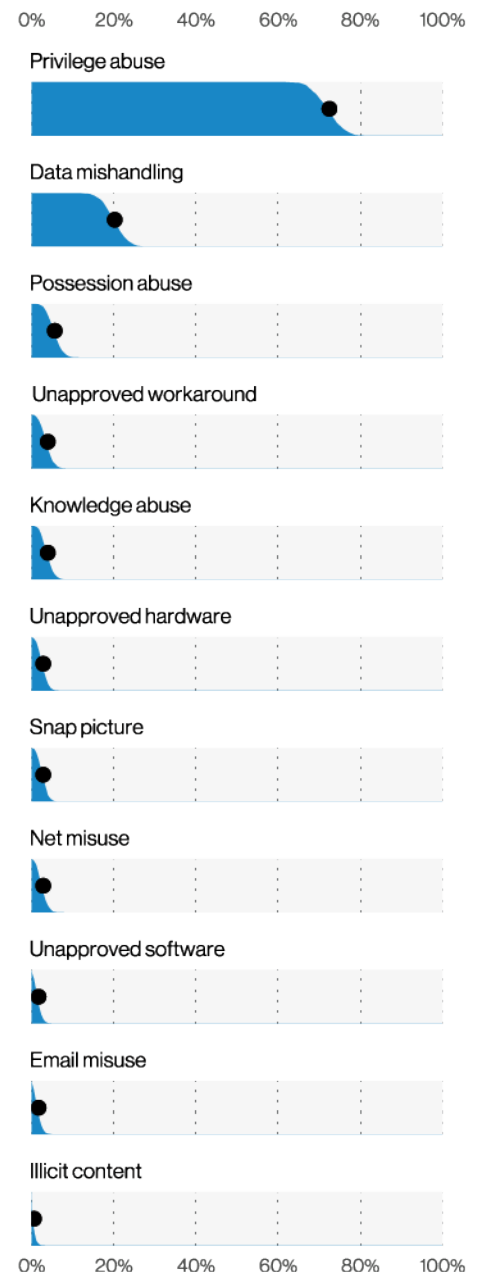 0% 20% 40% 60% 80% 100%
Privilege abuse
Data mishandling
Possession abuse
Unapproved workaround
Knowledge abuse
Unapproved hardware
Snap picture
Net misuse
Unapproved software
Email misuse
Illicit content
0% 20% 40% 60% 80% 100%